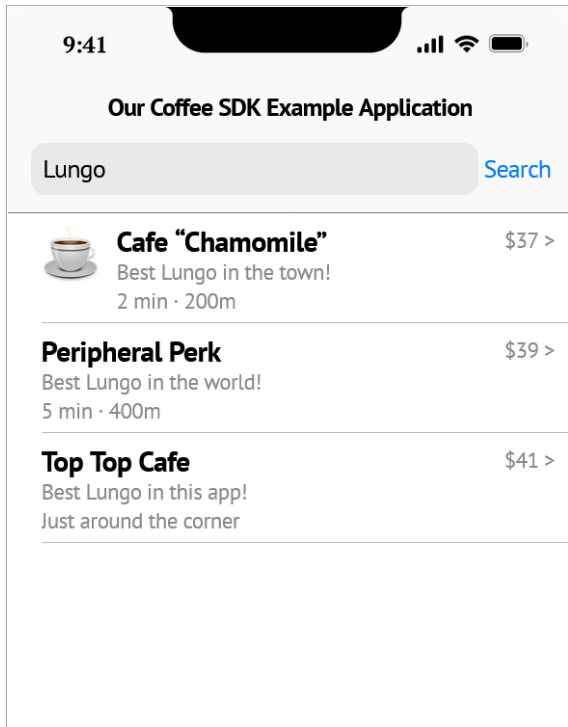 9:41
Our Coffee SDK Example Application
Lungo
Search
Cafe “Chamomile”
$37 >
Best Lungo in the town!
2 min · 200m
Peripheral Perk
$39 >
Best Lungo in the world!
5 min · 400m
Top Top Cafe
$41 >
Best Lungo in this app!
Just around the corner